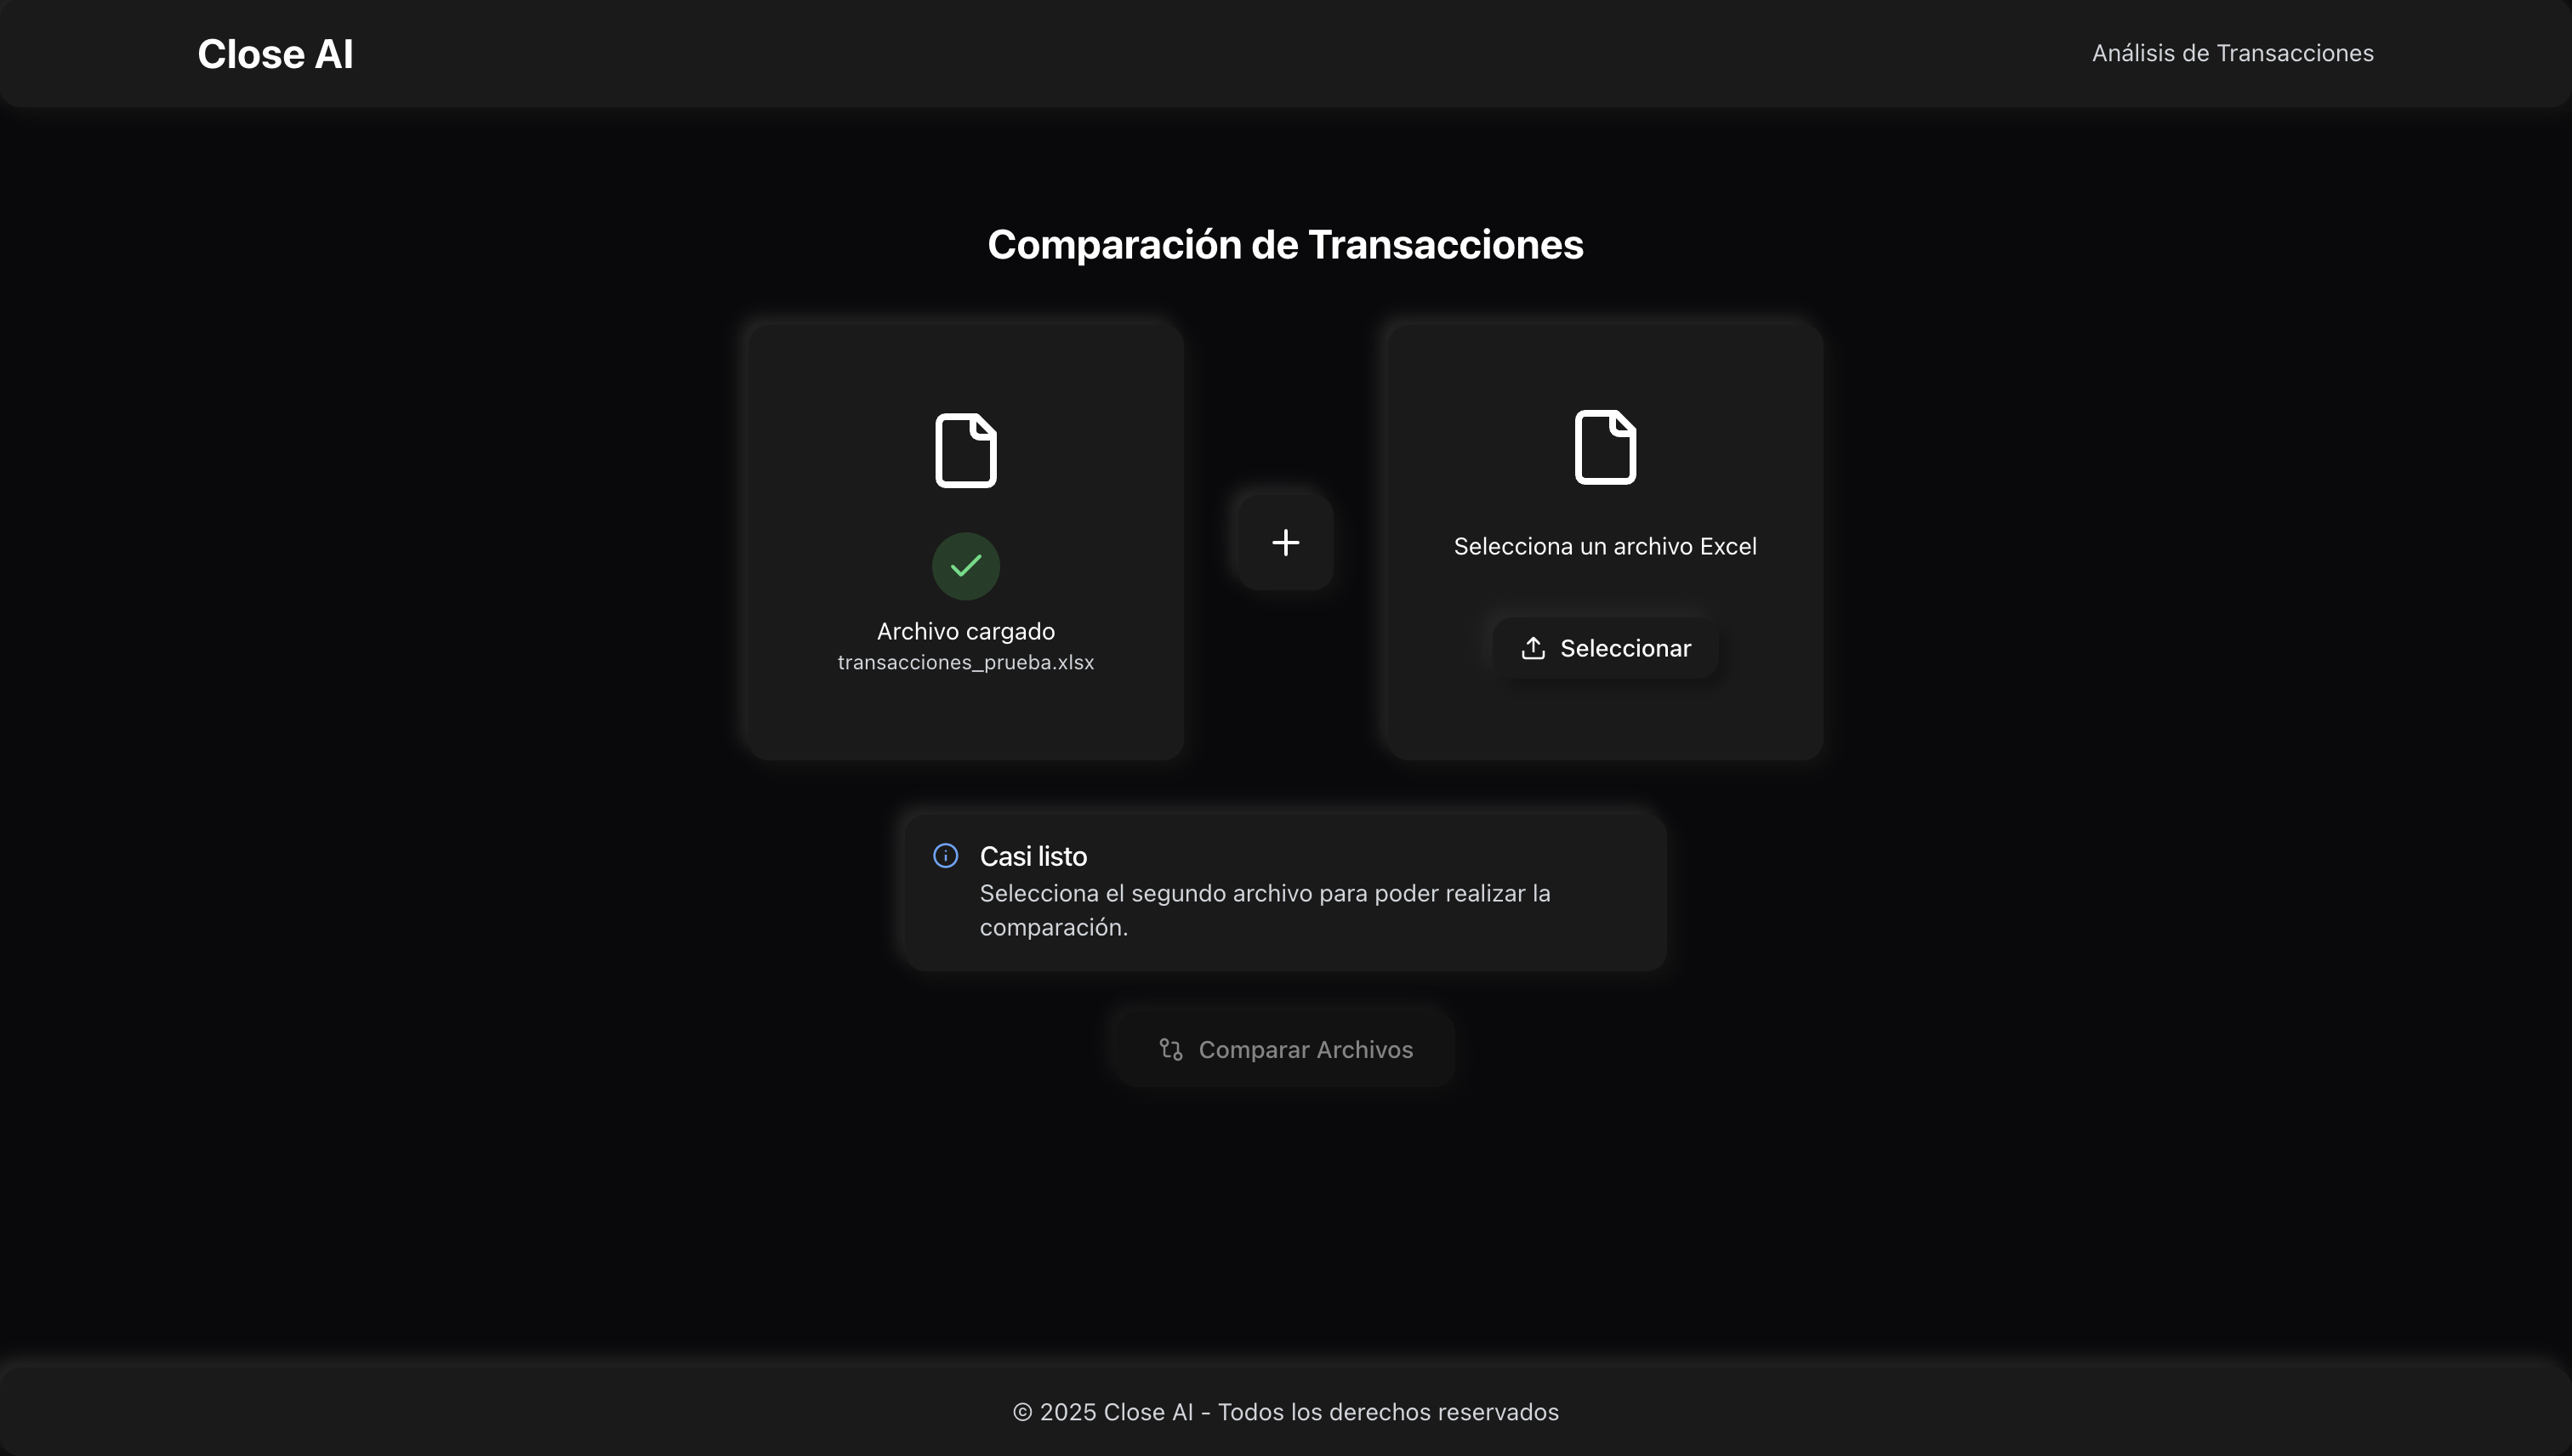 Close AI
Análisis de Transacciones
Comparación de Transacciones
Archivo cargado
transacciones_prueba.xlsx
Selecciona un archivo Excel
Seleccionar
Casi listo
Selecciona el segundo archivo para poder realizar la
comparación.
Comparar Archivos
© 2025 Close AI - Todos los derechos reservados